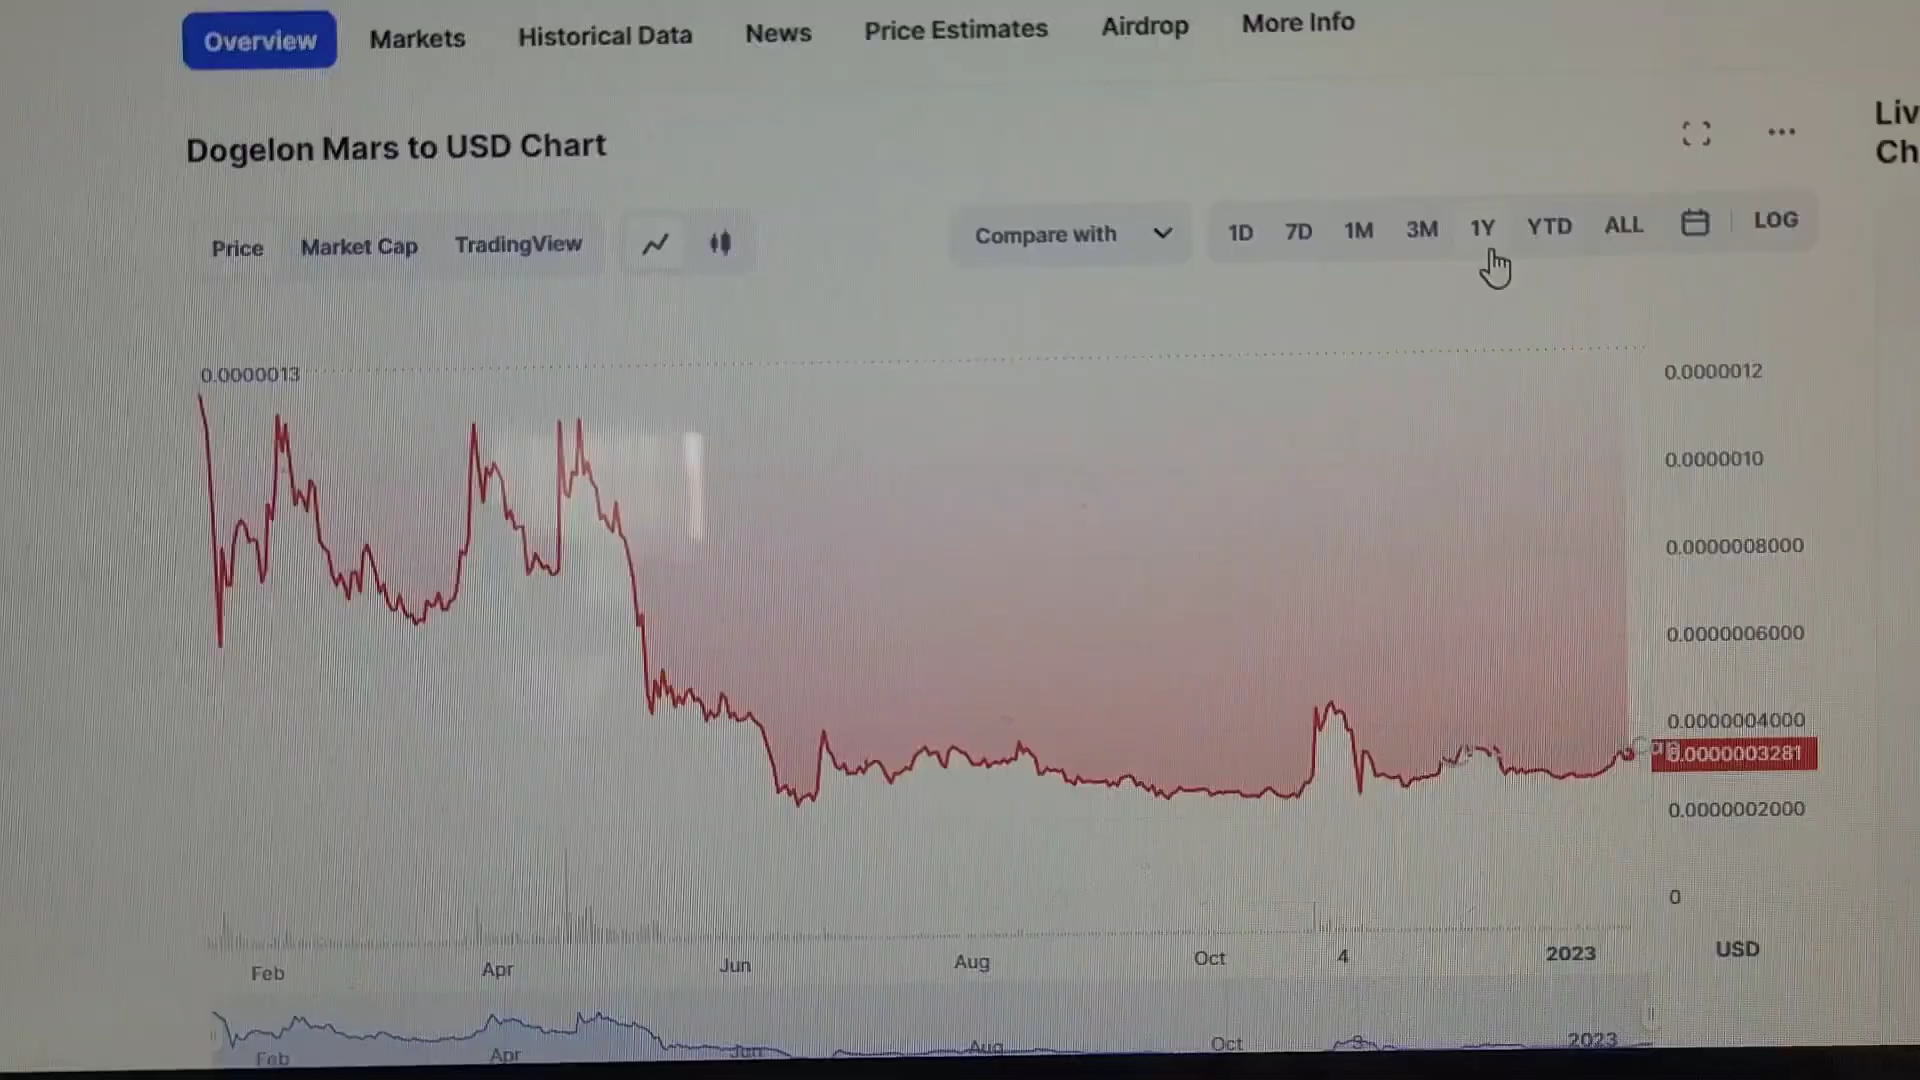 Overview Markets Historical Data News Price Estimates Airdrop More Info
Liv
Ch
Dogelon Mars to USD Chart
Price Market Cap TradingView Compare with 1D 7D 1M 3M 1Y YTD ALL LOG
0.0000013
0.0000012
0.0000010
0.0000008000
0.0000006000
0.0000004000
0.0000003281
0.0000002000
0
Feb Apr Jun Aug Oct 4 2023 USD
Feb Apr Jun Aug Oct 2023